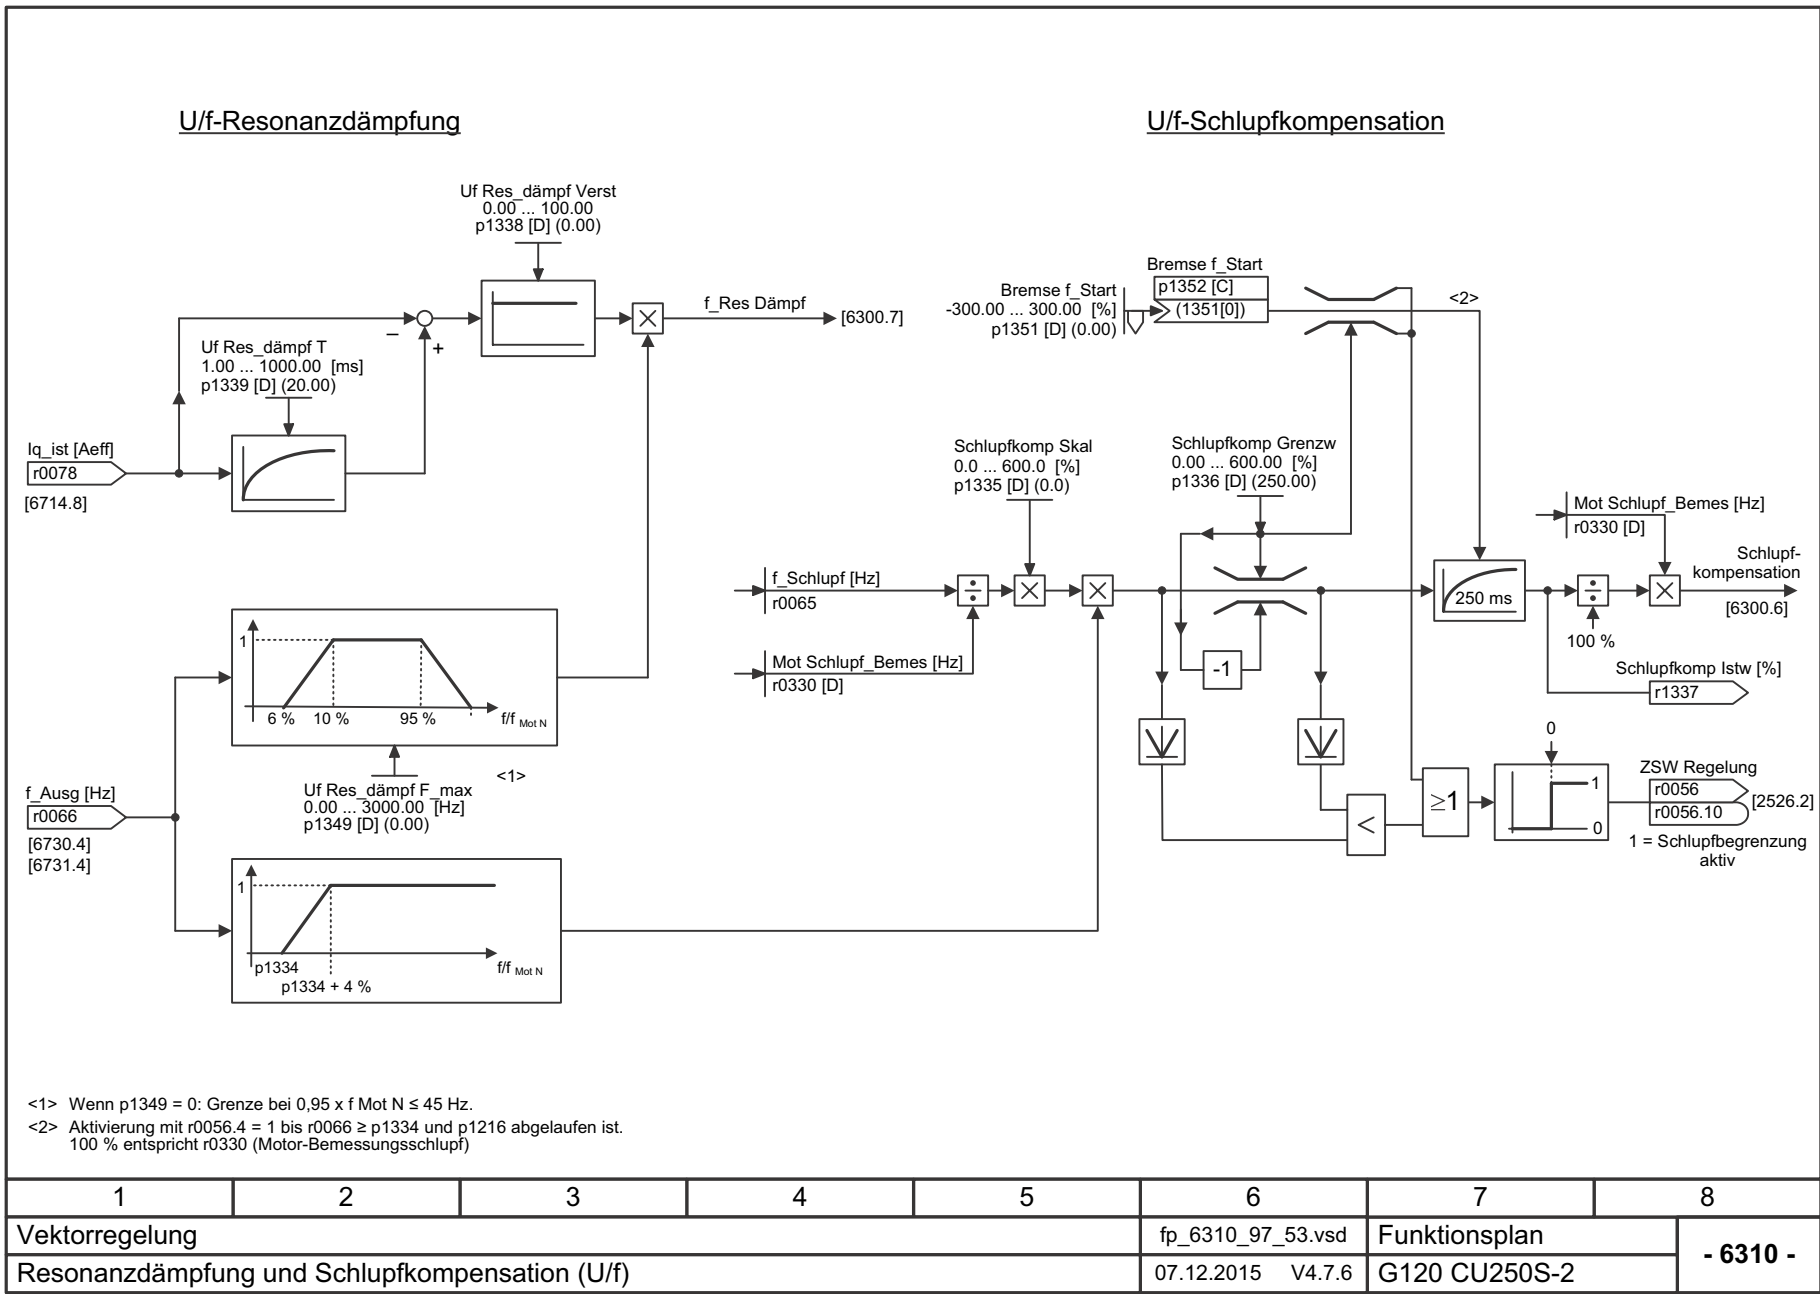 U/f-Resonanzdämpfung
U/f-Schlupfkompensation
Uf Res_dämpf Verst
0.00 ... 100.00
p1338 [D] (0.00)
f_Res Dämpf
[6300.7]
–
+
Uf Res_dämpf T
1.00 ... 1000.00 [ms]
p1339 [D] (20.00)
Iq_ist [Aeff]
r0078
[6714.8]
Bremse f_Start
-300.00 ... 300.00 [%]
p1351 [D] (0.00)
Bremse f_Start
p1352 [C]
(1351[0])
<2>
Schlupfkomp Skal
0.0 ... 600.0 [%]
p1335 [D] (0.0)
Schlupfkomp Grenzw
0.00 ... 600.00 [%]
p1336 [D] (250.00)
Mot Schlupf_Bemes [Hz]
r0330 [D]
f_Schlupf [Hz]
r0065
÷
×
×
250 ms
÷
×
Schlupf-
kompensation
[6300.6]
100 %
Mot Schlupf_Bemes [Hz]
r0330 [D]
-1
Schlupfkomp Istw [%]
r1337
1
6 %
10 %
95 %
f/f Mot N
<1>
Uf Res_dämpf F_max
0.00 ... 3000.00 [Hz]
p1349 [D] (0.00)
f_Ausg [Hz]
r0066
[6730.4]
[6731.4]
1
p1334
p1334 + 4 %
f/f Mot N
<
≥1
0
1
0
ZSW Regelung
r0056
r0056.10
[2526.2]
1 = Schlupfbegrenzung
aktiv
<1> Wenn p1349 = 0: Grenze bei 0,95 x f Mot N ≤ 45 Hz.
<2> Aktivierung mit r0056.4 = 1 bis r0066 ≥ p1334 und p1216 abgelaufen ist.
100 % entspricht r0330 (Motor-Bemessungsschlupf)
1 2 3 4 5 6 7 8
Vektorregelung
fp_6310_97_53.vsd
Funktionsplan
- 6310 -
Resonanzdämpfung und Schlupfkompensation (U/f)
07.12.2015 V4.7.6
G120 CU250S-2